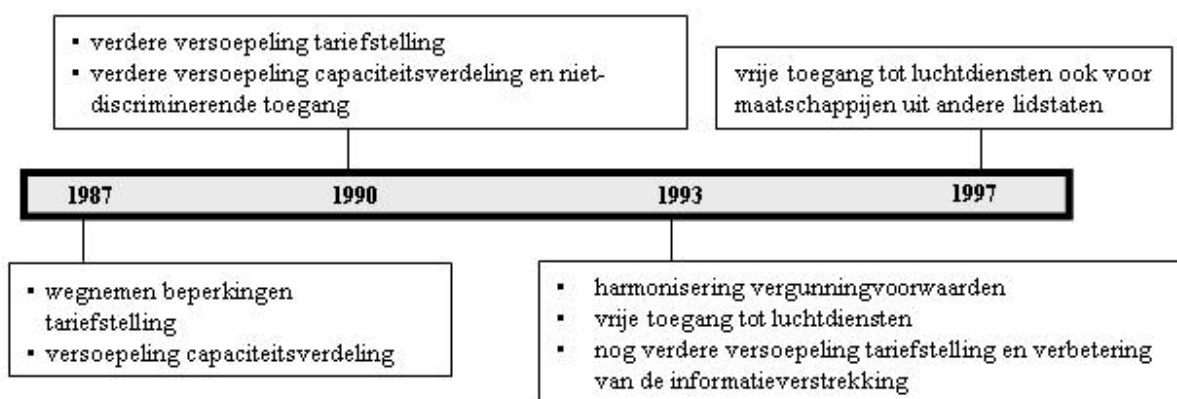 ▪ verdere versoepeling tariefstelling
▪ verdere versoepeling capaciteitsverdeling en niet-
discriminerende toegang
vrije toegang tot luchtdiensten ook voor
maatschappijen uit andere lidstaten
1987 1990 1993 1997
▪ wegnemen beperkingen
tariefstelling
▪ versoepeling capaciteitsverdeling
▪ harmonisering vergunningvoorwaarden
▪ vrije toegang tot luchtdiensten
▪ nog verdere versoepeling tariefstelling en verbetering
van de informatieverstrekking